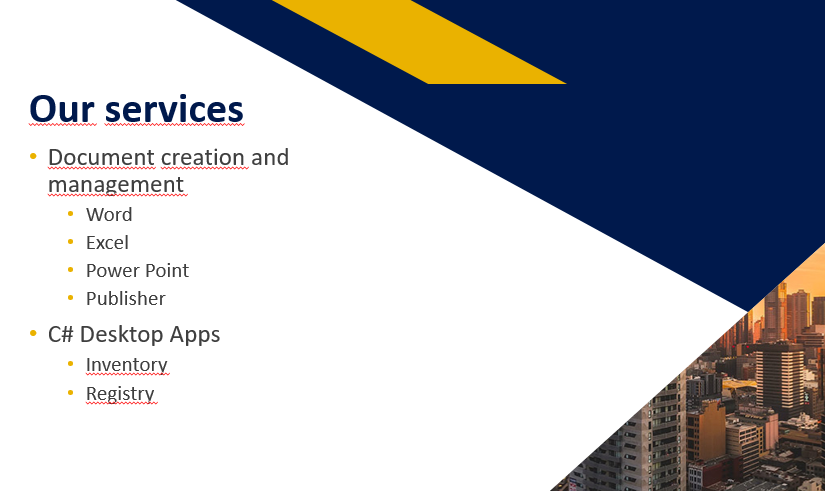 Our services
• Document creation and
management
• Word
• Excel
• Power Point
• Publisher
• C# Desktop Apps
• Inventory
• Registry